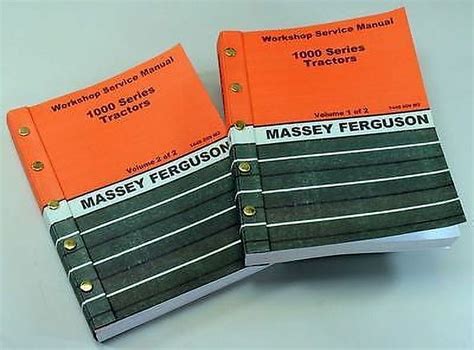 Workshop Service Manual
1000 Series
Tractors
Volume 2 of 2
MASSEY FERGUSON
Workshop Service Manual
1000 Series
Tractors
Volume 1 of 2
MASSEY FERGUSON